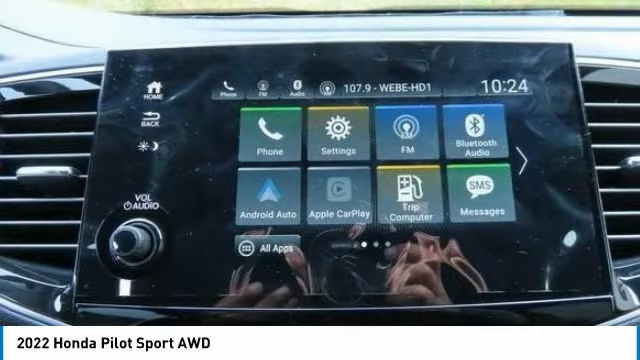 HOME
BACK
VOL
AUDIO
Phone
FM
Audio
107.9 - WEBE-HD1
10:24
Phone
Settings
FM
Bluetooth Audio
Android Auto
Apple CarPlay
Trip Computer
SMS
Messages
All Apps
2022 Honda Pilot Sport AWD